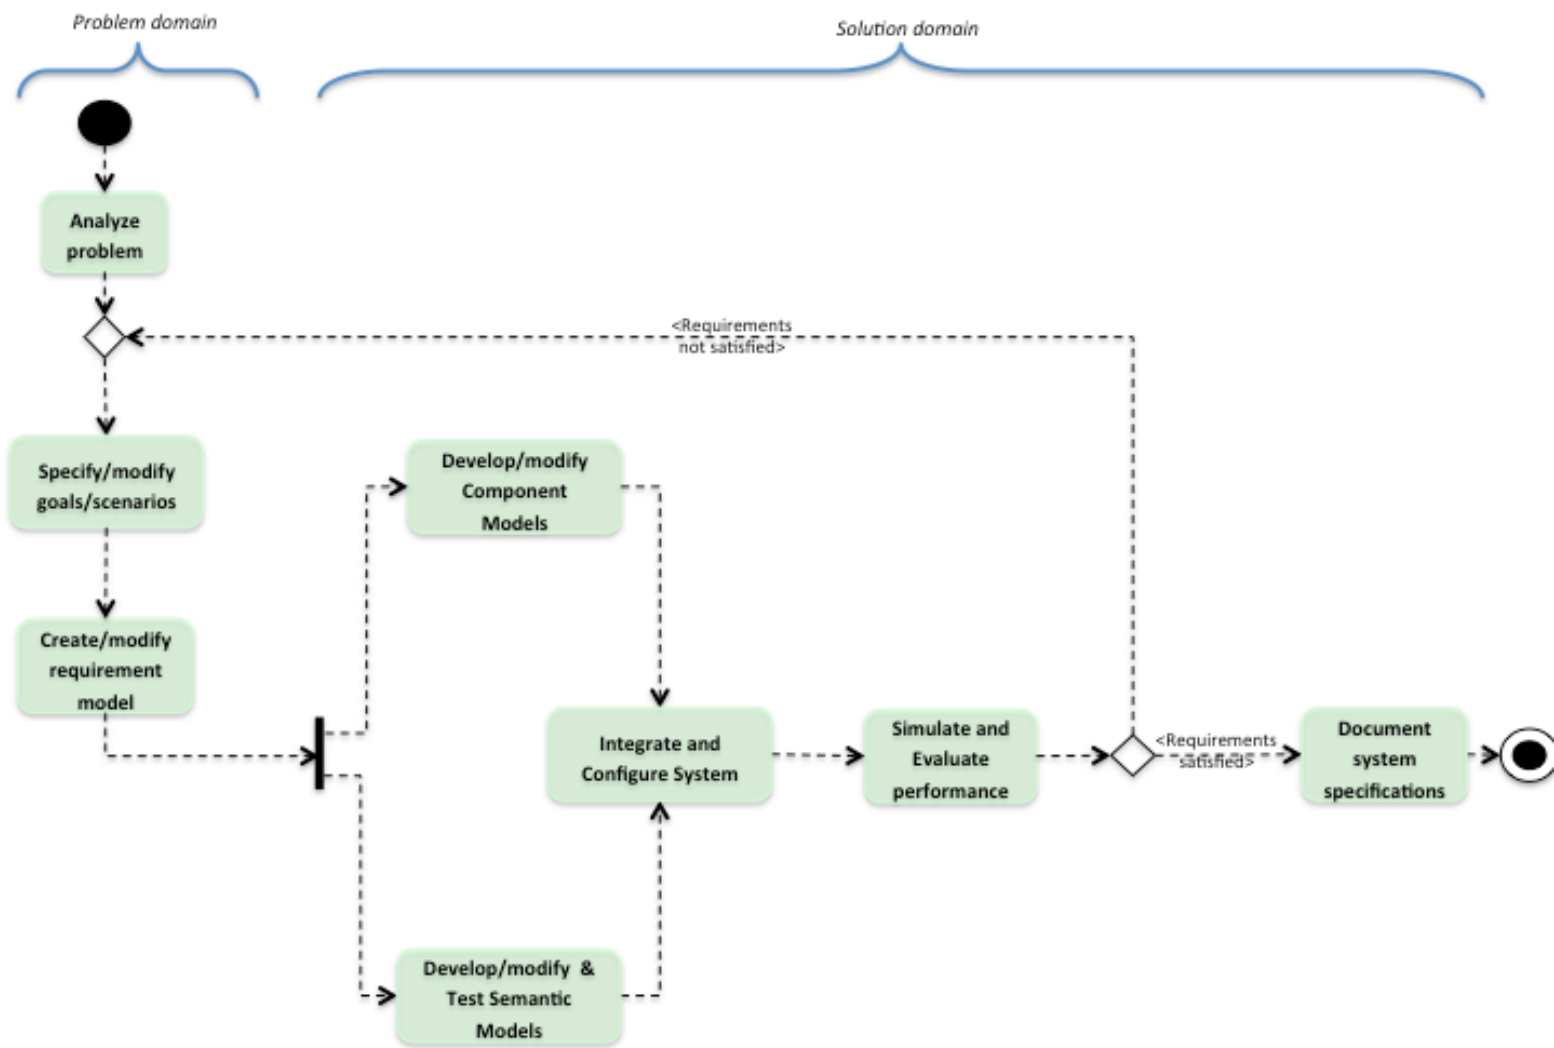 Problem domain
Solution domain
Analyze
problem
<Requirements
not satisfied>
Specify/modify
goals/scenarios
Develop/modify
Component
Models
Create/modify
requirement
model
Integrate and
Configure System
Simulate and
Evaluate
performance
<Requirements
satisfied>
Document
system
specifications
Develop/modify &
Test Semantic
Models